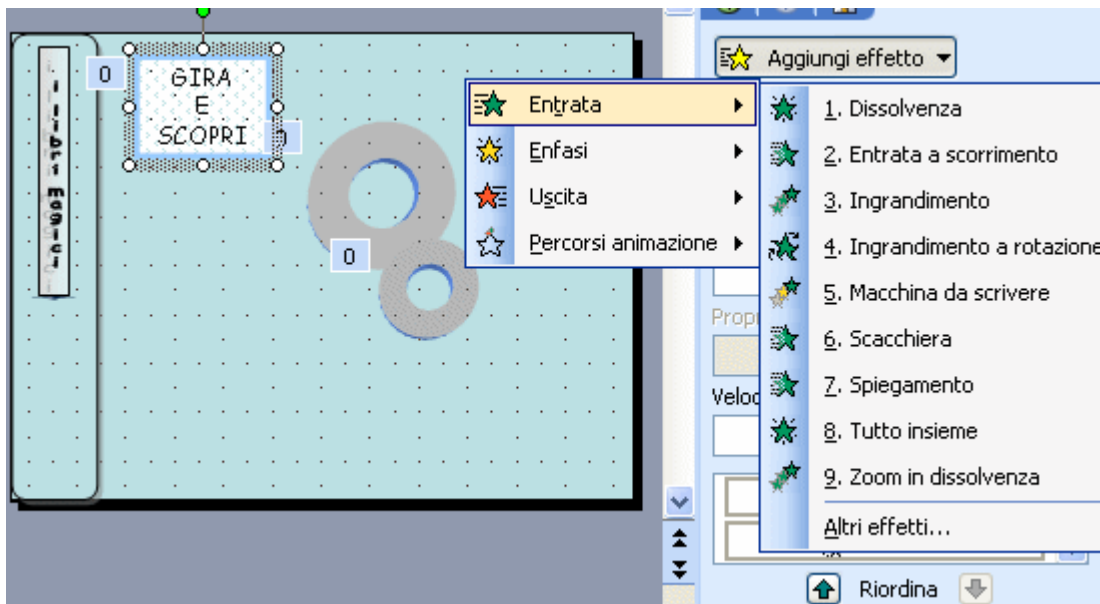 Aggiungi effetto
0
GIRA
E
SCOPRI
0
I libri Magici
Entrata
Enfasi
Uscita
Percorsi animazione
1. Dissolvenza
2. Entrata a scorrimento
3. Ingrandimento
4. Ingrandimento a rotazione
5. Macchina da scrivere
6. Scacchiera
7. Spiegamento
8. Tutto insieme
9. Zoom in dissolvenza
Altri effetti...
Riordina